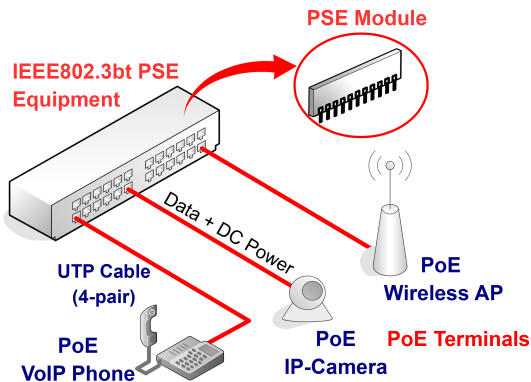 PSE Module
IEEE802.3bt PSE
Equipment
Data + DC Power
UTP Cable
(4-pair)
PoE
Wireless AP
PoE
VoIP Phone
PoE
IP-Camera
PoE Terminals